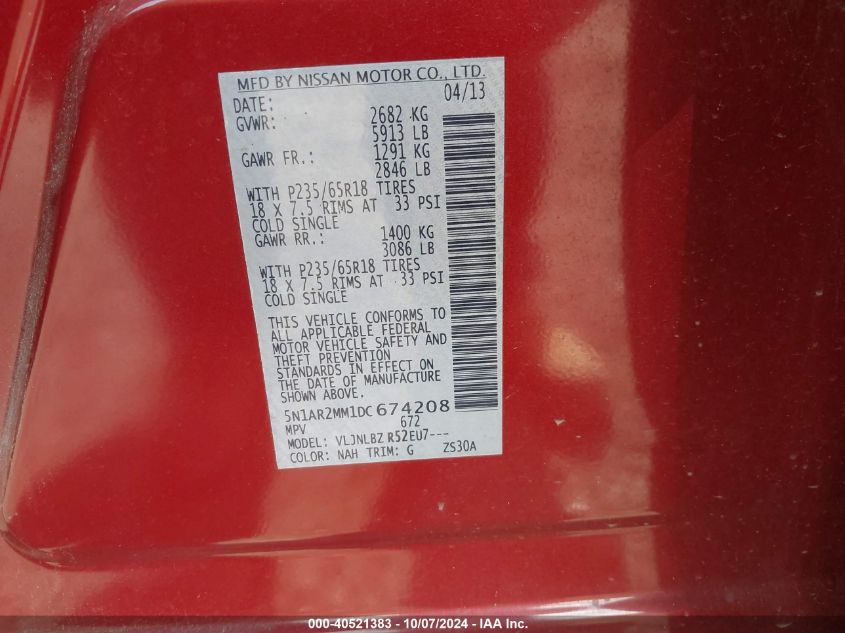 MFD BY NISSAN MOTOR CO., LTD.
DATE: 04/13
GVWR: 2682 KG
5913 LB
GAWR FR.: 1291 KG
2846 LB
WITH P235/65R18 TIRES
18 X 7.5 RIMS AT 33 PSI
COLD SINGLE
GAWR RR.: 1400 KG
3086 LB
WITH P235/65R18 TIRES
18 X 7.5 RIMS AT 33 PSI
COLD SINGLE
THIS VEHICLE CONFORMS TO
ALL APPLICABLE FEDERAL
MOTOR VEHICLE SAFETY AND
THEFT PREVENTION
STANDARDS IN EFFECT ON
THE DATE OF MANUFACTURE
SHOWN ABOVE.
5N1AR2MM1DC674208
MPV 672
MODEL: VLJNLBZ R52EU7---
COLOR: NAH TRIM: G ZS30A
000-40521383 - 10/07/2024 - IAA Inc.